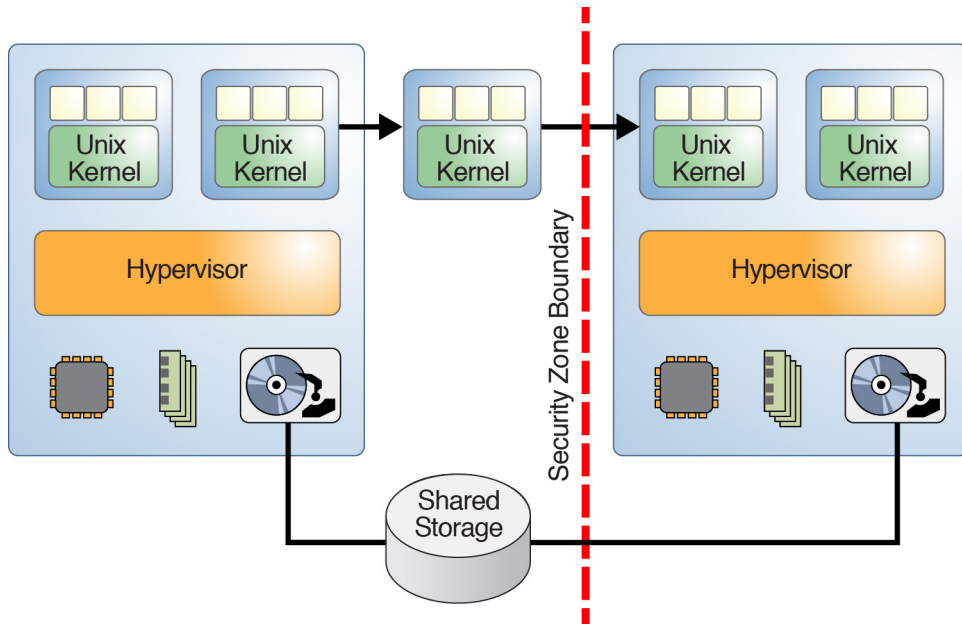 Unix
Kernel
Unix
Kernel
Unix
Kernel
Unix
Kernel
Unix
Kernel
Hypervisor
Hypervisor
Security Zone Boundary
Shared
Storage